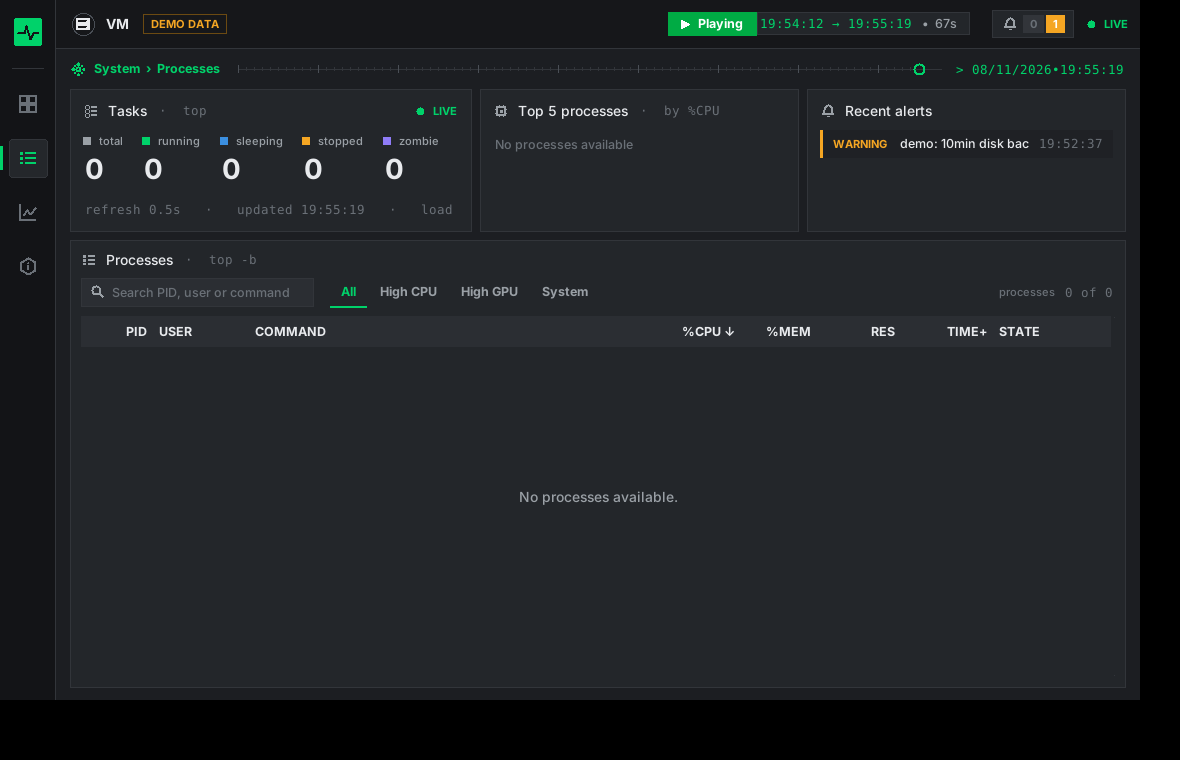 VM DEMO DATA Playing 19:54:12 → 19:55:19 • 67s 0 1 LIVE
System › Processes > 08/11/2026•19:55:19
Tasks · top LIVE
total running sleeping stopped zombie
0 0 0 0 0
refresh 0.5s · updated 19:55:19 · load
Top 5 processes · by %CPU
No processes available
Recent alerts
WARNING demo: 10min disk bac 19:52:37
Processes · top -b
Search PID, user or command All High CPU High GPU System processes 0 of 0
PID USER COMMAND %CPU ↓ %MEM RES TIME+ STATE
No processes available.